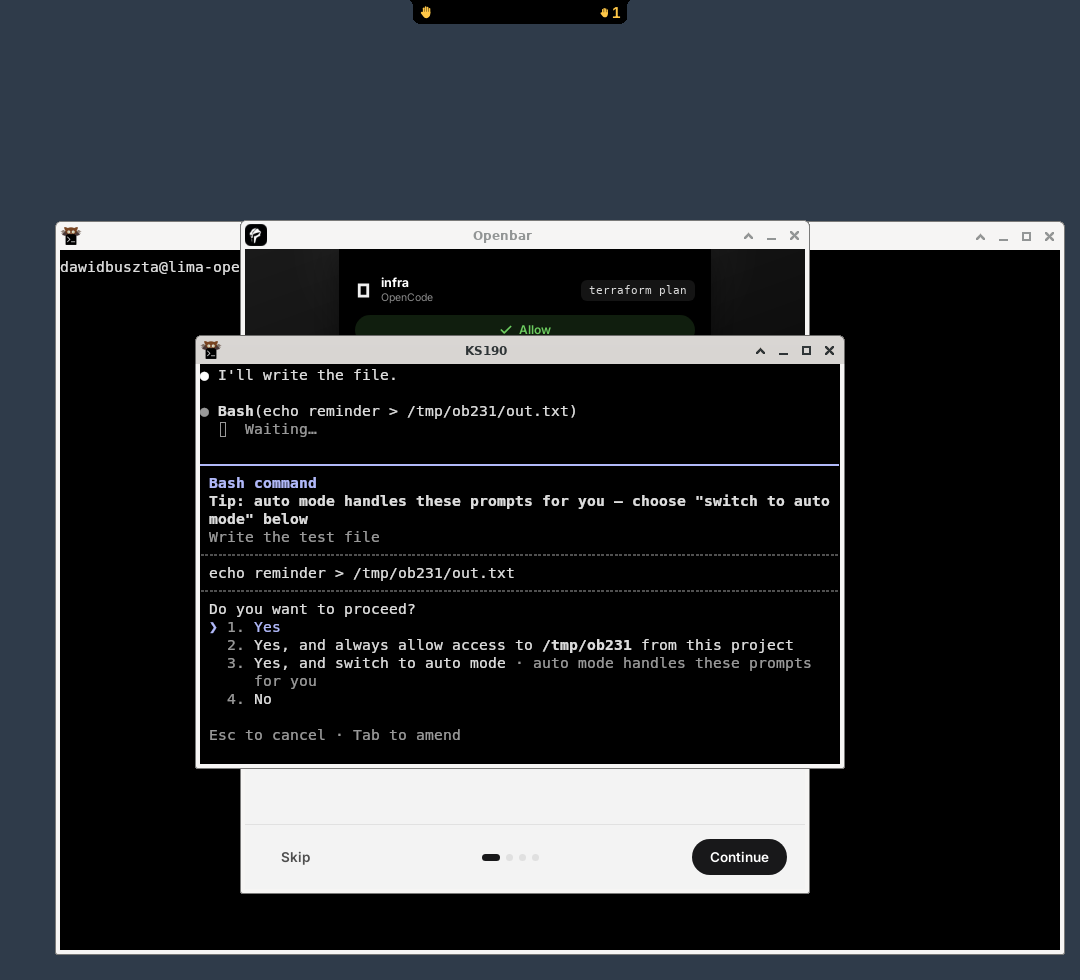 1
Openbar
dawidbuszta@lima-ope
infra
OpenCode
terraform plan
Allow
KS190
● I'll write the file.
● Bash(echo reminder > /tmp/ob231/out.txt)
Waiting…
Bash command
Tip: auto mode handles these prompts for you — choose "switch to auto
mode" below
Write the test file
echo reminder > /tmp/ob231/out.txt
Do you want to proceed?
❯ 1. Yes
2. Yes, and always allow access to /tmp/ob231 from this project
3. Yes, and switch to auto mode · auto mode handles these prompts
for you
4. No
Esc to cancel · Tab to amend
Skip
Continue